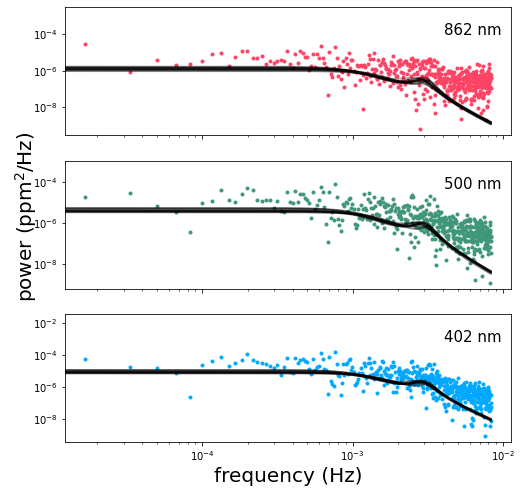 862 nm
10⁻⁴
10⁻⁶
10⁻⁸
500 nm
10⁻⁴
10⁻⁶
10⁻⁸
power (ppm²/Hz)
402 nm
10⁻²
10⁻⁴
10⁻⁶
10⁻⁸
10⁻⁴
10⁻³
10⁻²
frequency (Hz)